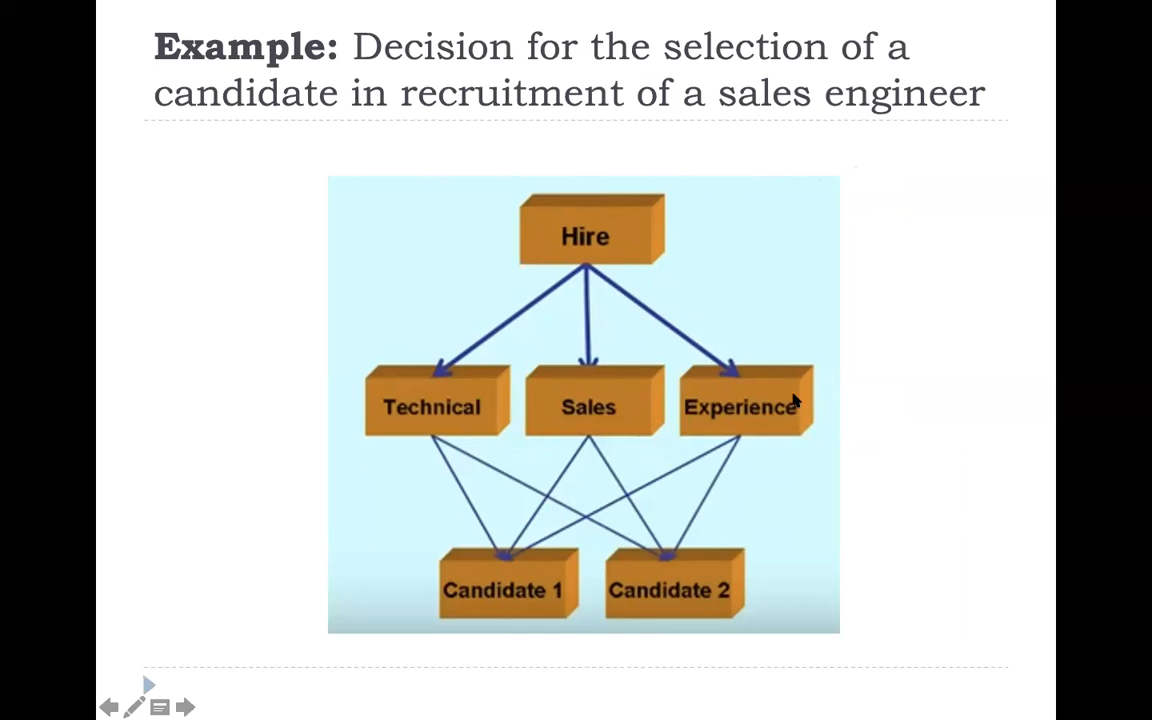 Example: Decision for the selection of a
candidate in recruitment of a sales engineer
Hire
Technical
Sales
Experience
Candidate 1
Candidate 2